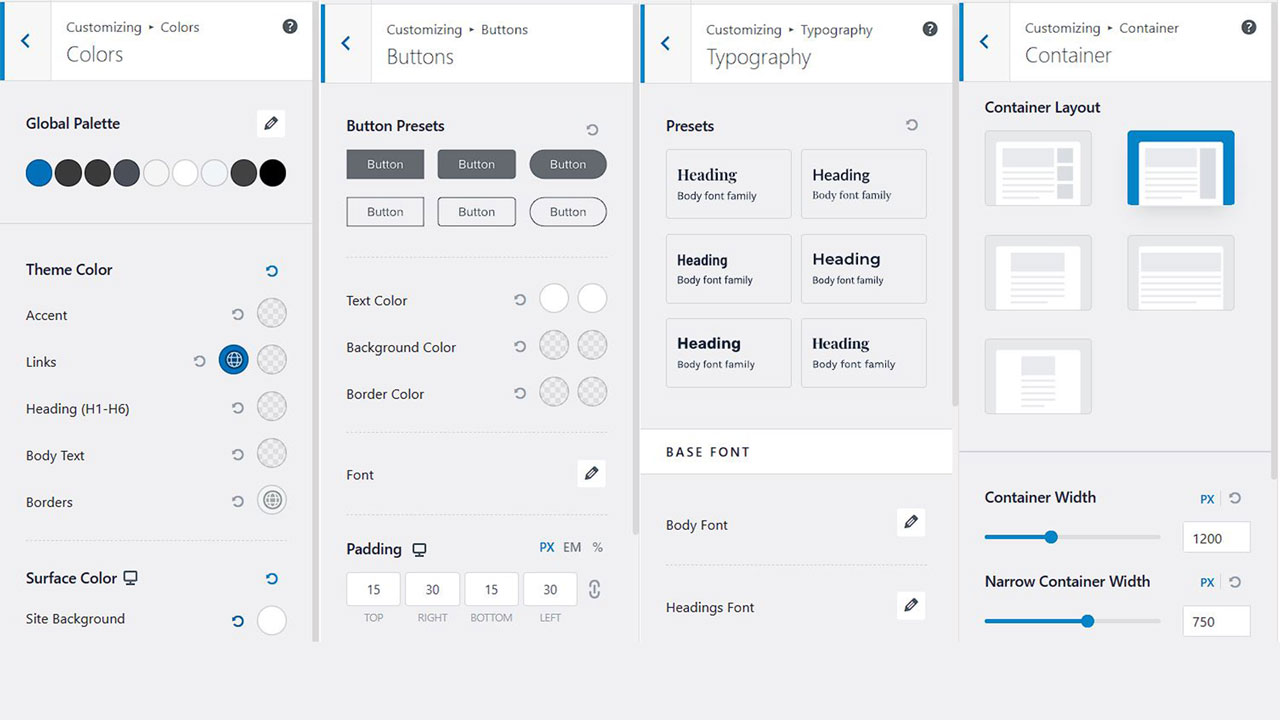 Customizing ▸ Colors
Colors
Global Palette
Theme Color
Accent
Links
Heading (H1-H6)
Body Text
Borders
Surface Color
Site Background
Customizing ▸ Buttons
Buttons
Button Presets
Button Button Button
Button Button Button
Text Color
Background Color
Border Color
Font
Padding PX EM %
15 30 15 30
TOP RIGHT BOTTOM LEFT
Customizing ▸ Typography
Typography
Presets
Heading Heading
Body font family Body font family
Heading Heading
Body font family Body font family
Heading Heading
Body font family Body font family
BASE FONT
Body Font
Headings Font
Customizing ▸ Container
Container
Container Layout
Container Width PX
1200
Narrow Container Width PX
750